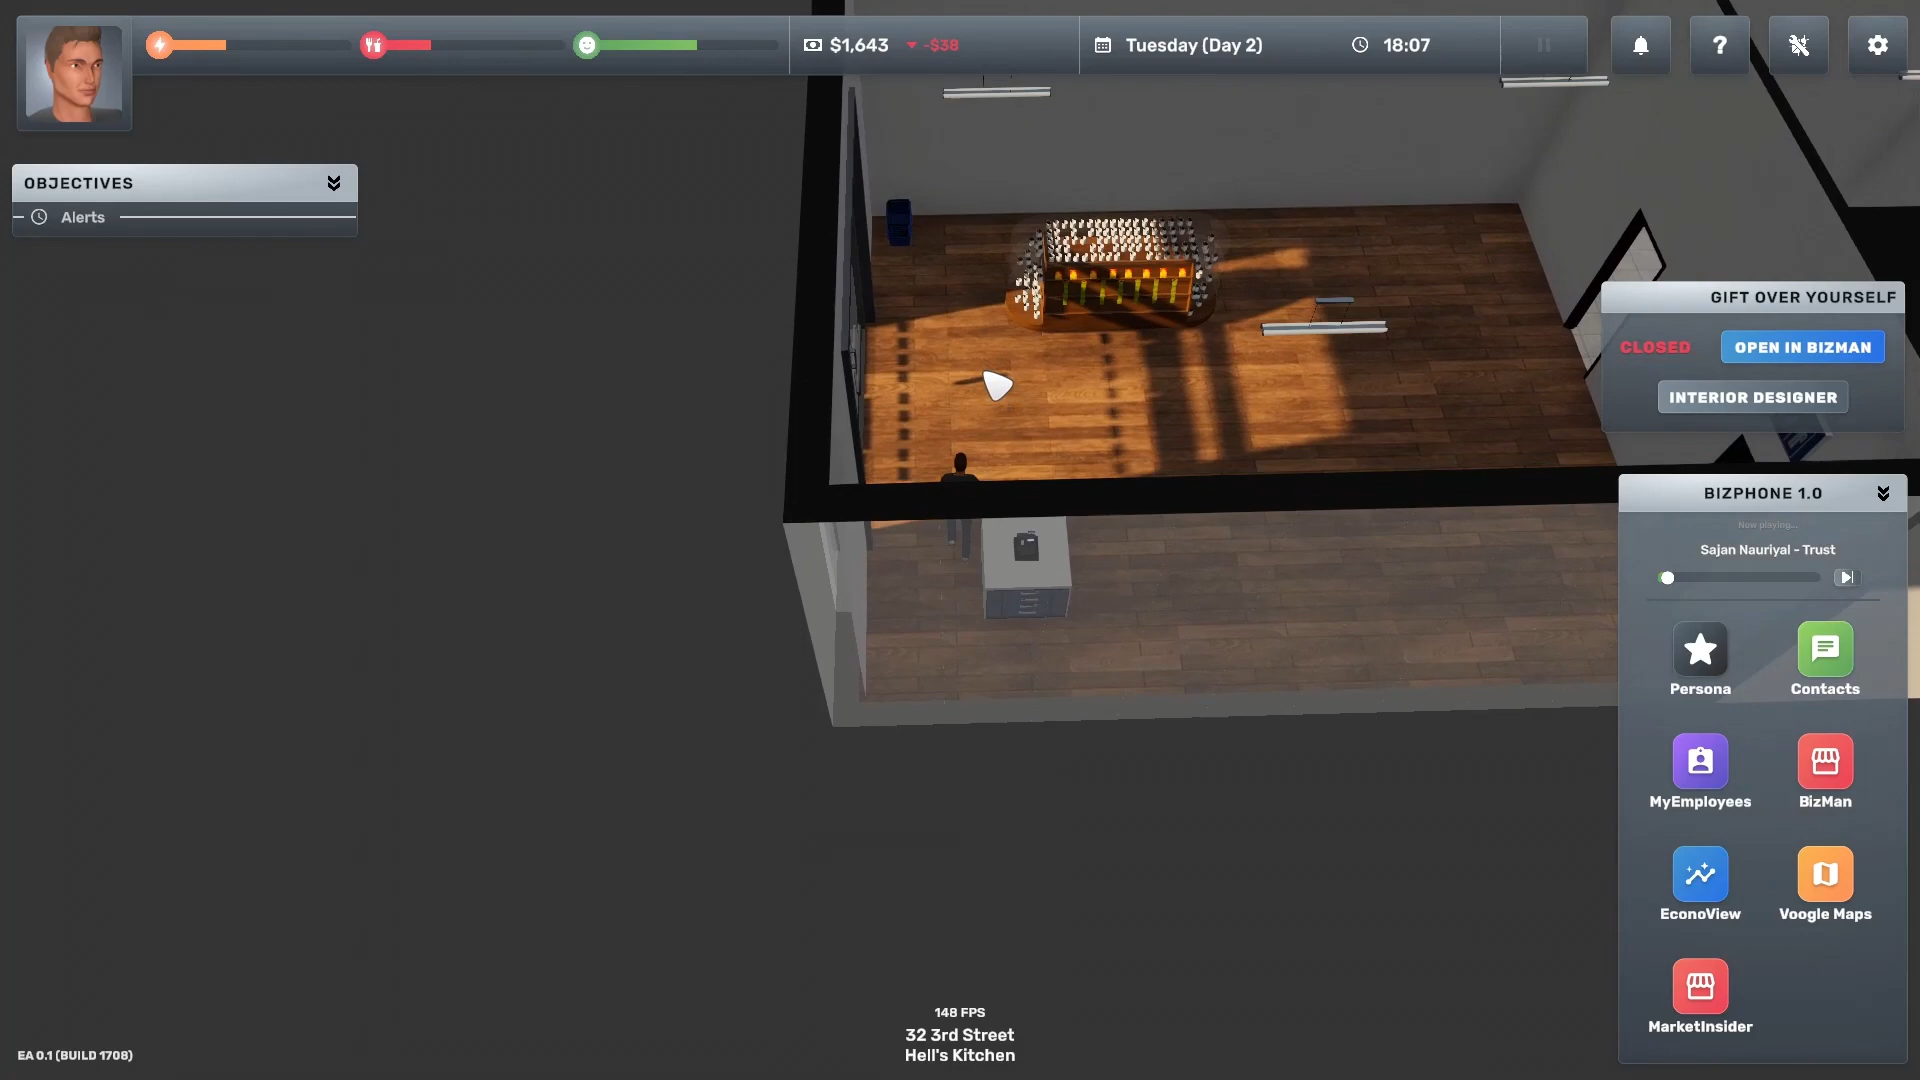 $1,643
-$38
Tuesday (Day 2)
18:07
?
OBJECTIVES
Alerts
GIFT OVER YOURSELF
CLOSED
OPEN IN BIZMAN
INTERIOR DESIGNER
BIZPHONE 1.0
Now playing...
Sajan Nauriyal - Trust
Persona
Contacts
MyEmployees
BizMan
EconoView
Voogle Maps
MarketInsider
148 FPS
32 3rd Street
Hell's Kitchen
EA 0.1 (BUILD 1708)